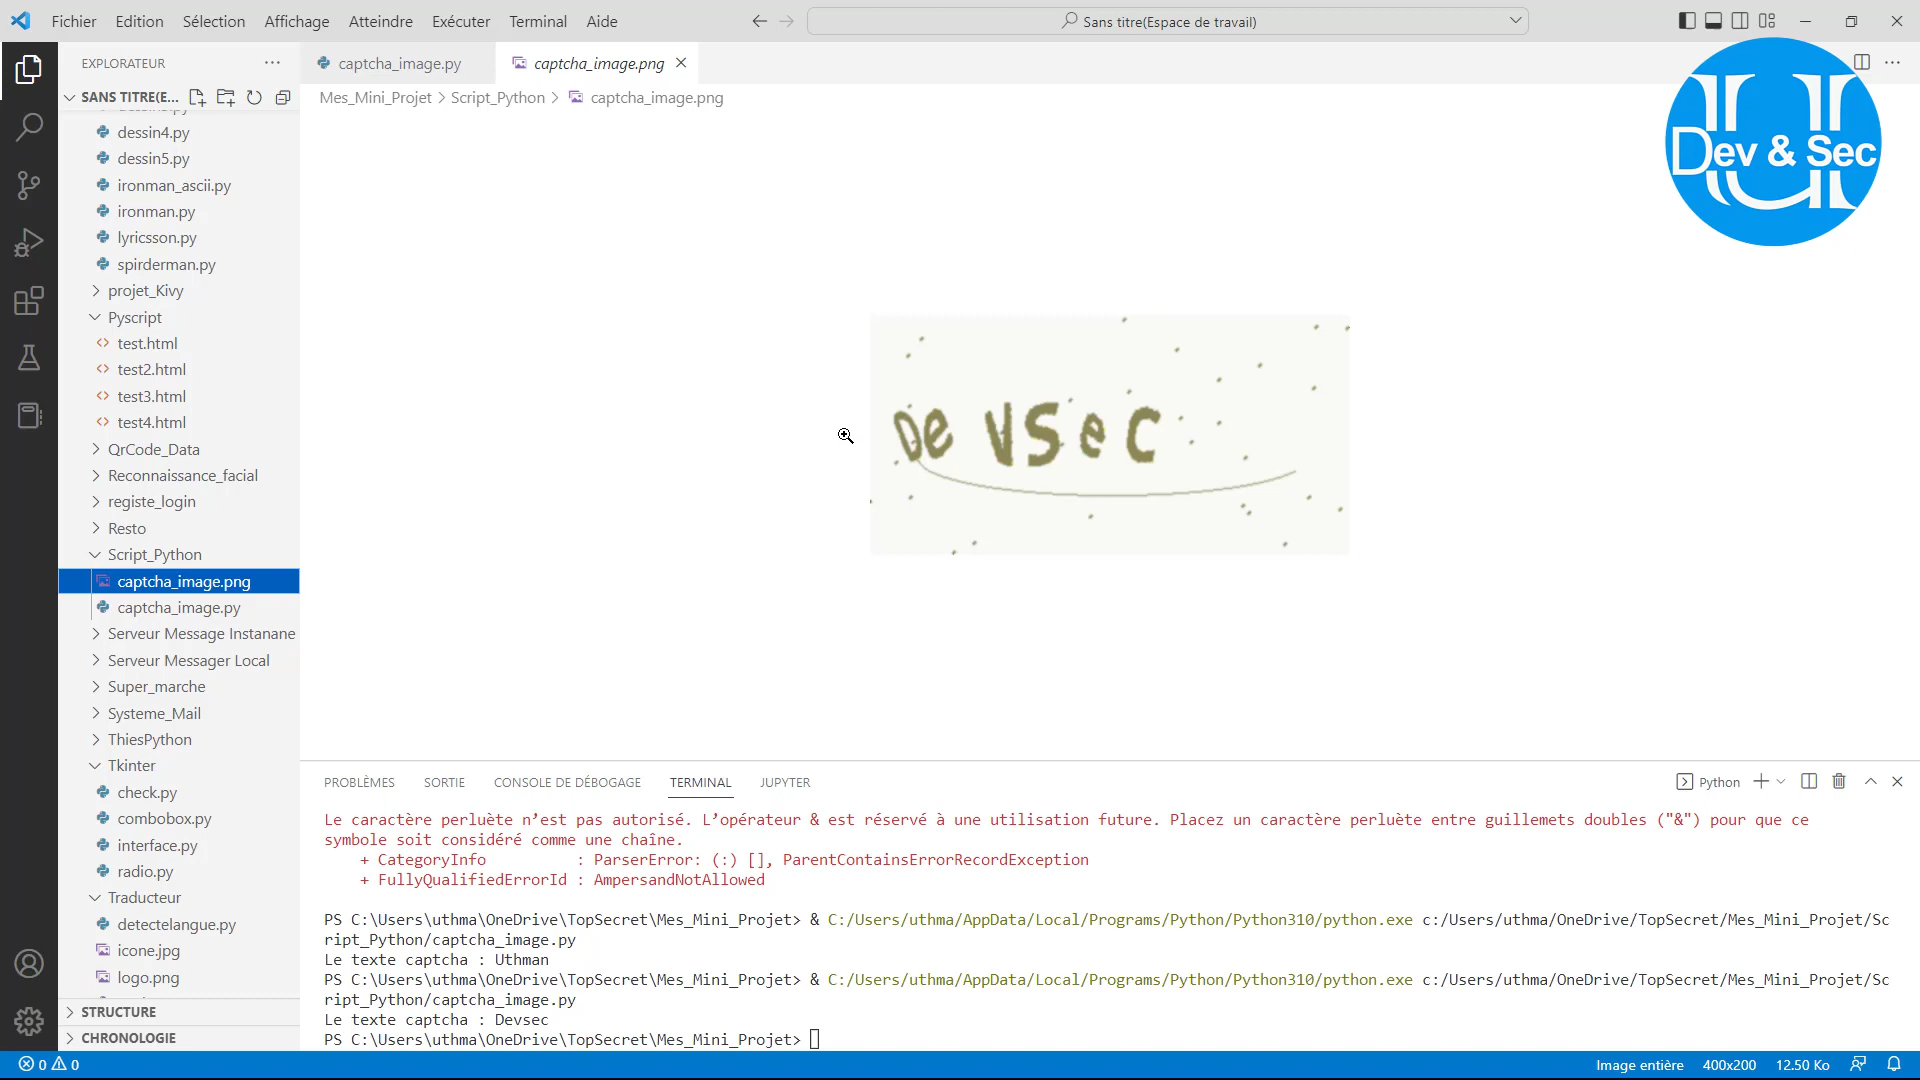 Fichier Edition Sélection Affichage Atteindre Exécuter Terminal Aide
Sans titre(Espace de travail)
EXPLORATEUR
captcha_image.py
captcha_image.png
Dev & Sec
SANS TITRE(E...
Mes_Mini_Projet > Script_Python > captcha_image.png
dessin4.py
dessin5.py
ironman_ascii.py
ironman.py
lyricsson.py
spirderman.py
projet_Kivy
Pyscript
test.html
test2.html
test3.html
test4.html
QrCode_Data
Reconnaissance_facial
registe_login
Resto
Script_Python
captcha_image.png
captcha_image.py
Serveur Message Instanane
Serveur Messager Local
Super_marche
Systeme_Mail
ThiesPython
Tkinter
check.py
combobox.py
interface.py
radio.py
Traducteur
detectelangue.py
icone.jpg
logo.png
STRUCTURE
CHRONOLOGIE
De VSec
PROBLÈMES SORTIE CONSOLE DE DÉBOGAGE TERMINAL JUPYTER
Python
Le caractère perluète n’est pas autorisé. L’opérateur & est réservé à une utilisation future. Placez un caractère perluète entre guillemets doubles ("&") pour que ce
symbole soit considéré comme une chaîne.
+ CategoryInfo : ParserError: (:) [], ParentContainsErrorRecordException
+ FullyQualifiedErrorId : AmpersandNotAllowed
PS C:\Users\uthma\OneDrive\TopSecret\Mes_Mini_Projet> & C:/Users/uthma/AppData/Local/Programs/Python/Python310/python.exe c:/Users/uthma/OneDrive/TopSecret/Mes_Mini_Projet/Sc
ript_Python/captcha_image.py
Le texte captcha : Uthman
PS C:\Users\uthma\OneDrive\TopSecret\Mes_Mini_Projet> & C:/Users/uthma/AppData/Local/Programs/Python/Python310/python.exe c:/Users/uthma/OneDrive/TopSecret/Mes_Mini_Projet/Sc
ript_Python/captcha_image.py
Le texte captcha : Devsec
PS C:\Users\uthma\OneDrive\TopSecret\Mes_Mini_Projet>
0 0
Image entière 400x200 12.50 Ko